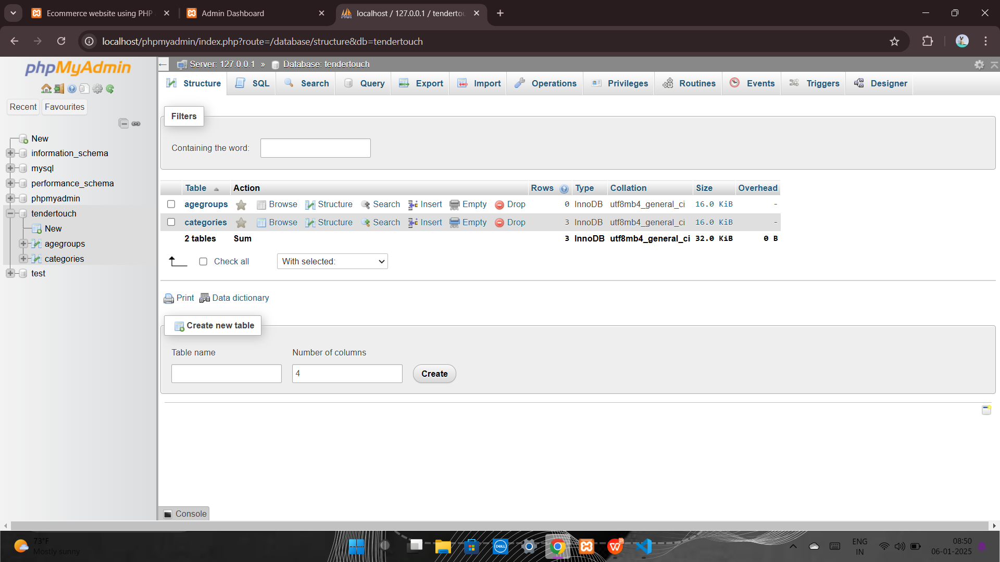 Ecommerce website using PHP
Admin Dashboard
localhost / 127.0.0.1 / tendertou
localhost/phpmyadmin/index.php?route=/database/structure&db=tendertouch
phpMyAdmin
Recent
Favourites
New
information_schema
mysql
performance_schema
phpmyadmin
tendertouch
New
agegroups
categories
test
Server: 127.0.0.1 » Database: tendertouch
Structure SQL Search Query Export Import Operations Privileges Routines Events Triggers Designer
Filters
Containing the word:
Table Action Rows Type Collation Size Overhead
agegroups Browse Structure Search Insert Empty Drop 0 InnoDB utf8mb4_general_ci 16.0 KiB -
categories Browse Structure Search Insert Empty Drop 3 InnoDB utf8mb4_general_ci 16.0 KiB -
2 tables Sum 3 InnoDB utf8mb4_general_ci 32.0 KiB 0 B
Check all
With selected:
Print
Data dictionary
Create new table
Table name
Number of columns
4
Create
Console
73°F
Mostly sunny
DELL
ENG
IN
08:50
06-01-2025